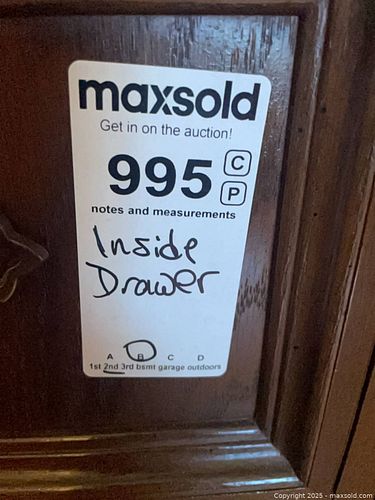 maxsold
Get in on the auction!
995 C
P
notes and measurements
Inside
Drawer
A B C D
1st 2nd 3rd bsmt garage outdoors
Copyright 2025 - maxsold.com